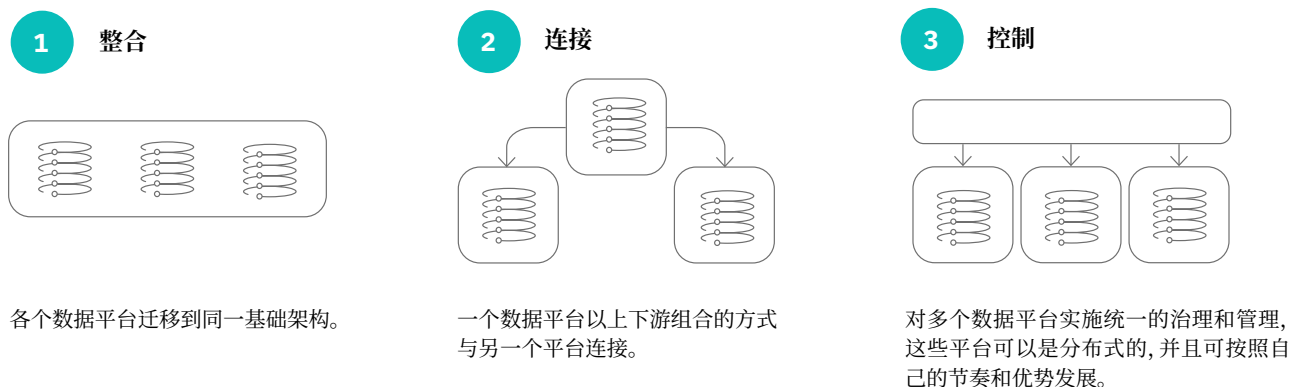 1
整合
各个数据平台迁移到同一基础架构。
2
连接
一个数据平台以上下游组合的方式
与另一个平台连接。
3
控制
对多个数据平台实施统一的治理和管理,
这些平台可以是分布式的, 并且可按照自
己的节奏和优势发展。